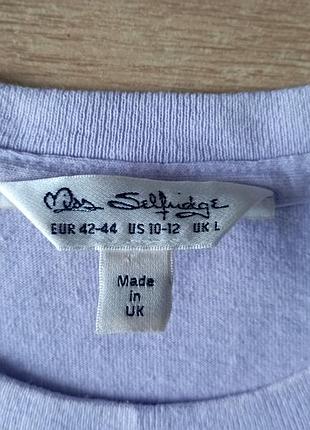 Miss Selfridge
EUR 42-44 US 10-12 UK L
Made
in
UK